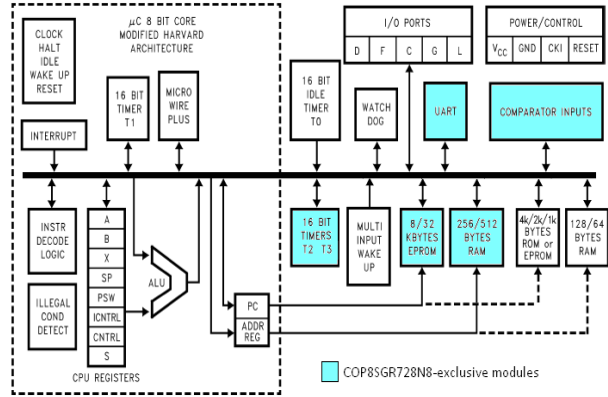 μC 8 BIT CORE
MODIFIED HARVARD
ARCHITECTURE
CLOCK
HALT
IDLE
WAKE UP
RESET
16 BIT
TIMER
T1
MICRO
WIRE
PLUS
INTERRUPT
I/O PORTS
D F C G L
POWER/CONTROL
VCC GND CKI RESET
16 BIT
IDLE
TIMER
T0
WATCH
DOG
UART
COMPARATOR INPUTS
INSTR
DECODE
LOGIC
ILLEGAL
COND
DETECT
A
B
X
SP
PSW
ICNTRL
CNTRL
S
CPU REGISTERS
ALU
PC
ADDR
REG
16 BIT
TIMERS
T2 T3
MULTI
INPUT
WAKE
UP
8/32
KBYTES
EPROM
256/512
BYTES
RAM
4k/2k/1k
BYTES
ROM or
EPROM
128/64
BYTES
RAM
COP8SGR728N8-exclusive modules